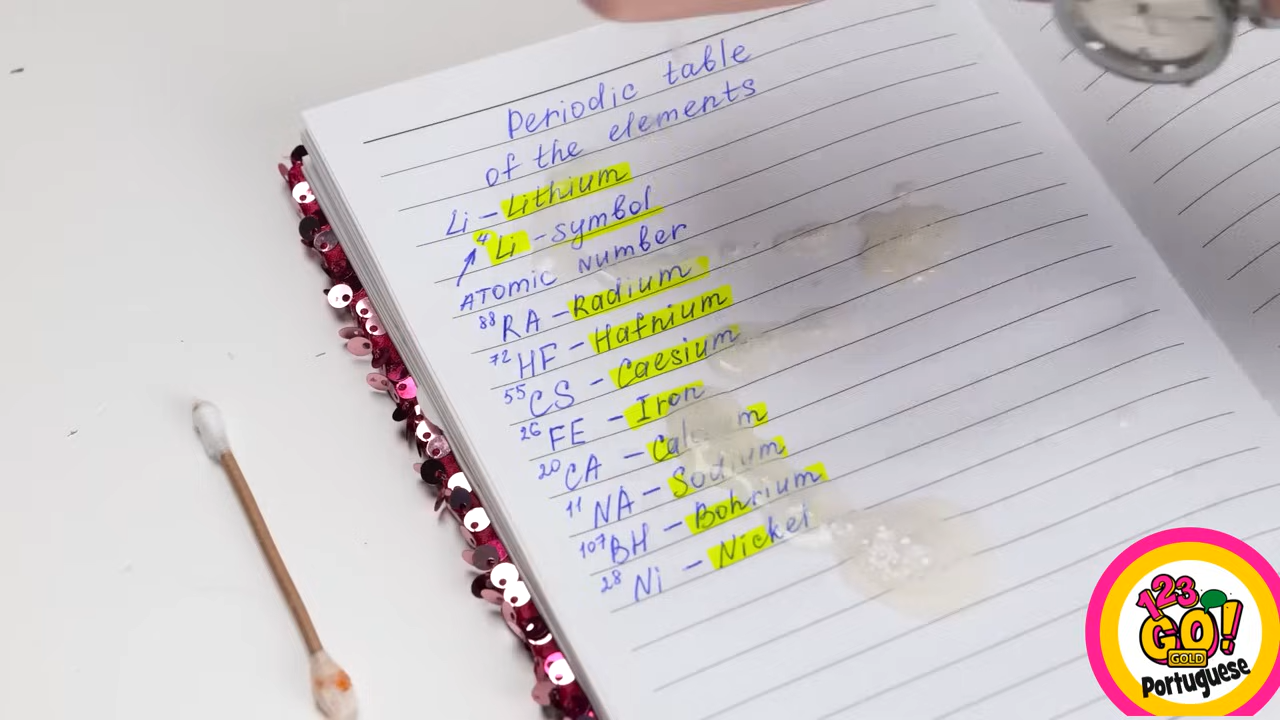 Periodic table
of the elements
Li – Lithium
⁴Li – symbol
ATOMIC NUMBER
⁸⁸RA – Radium
⁷²HF – Hafnium
⁵⁵CS – Caesium
²⁶FE – Iron
²⁰CA – Calcium
¹¹NA – Sodium
¹⁰⁷BH – Bohrium
²⁸Ni – Nickel
123
GO!
GOLD
Portuguese